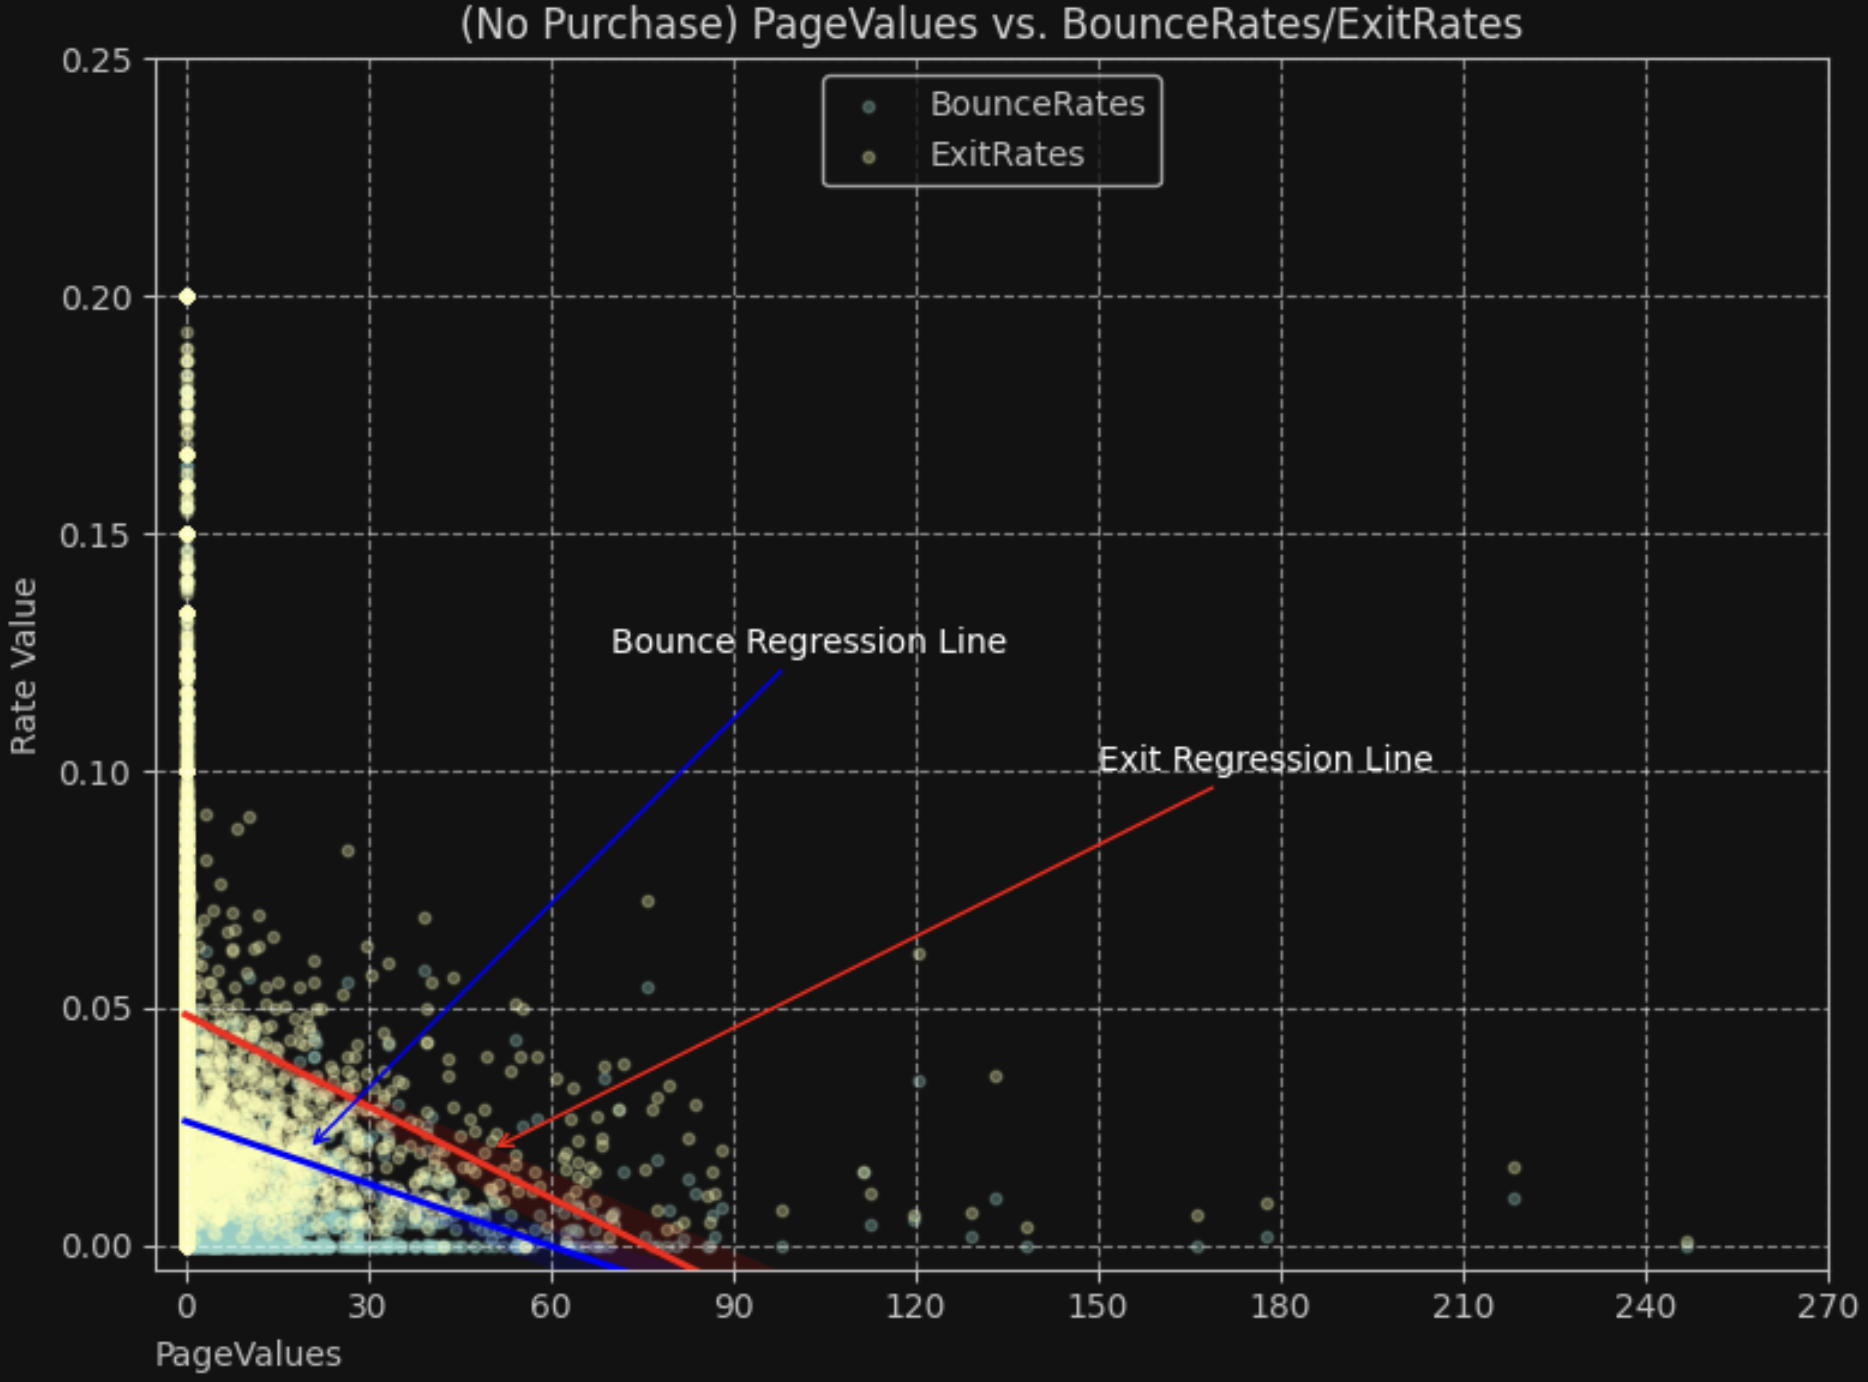 (No Purchase) PageValues vs. BounceRates/ExitRates
0.25
BounceRates
ExitRates
0.20
0.15
Bounce Regression Line
Rate Value
Exit Regression Line
0.10
0.05
0.00
0 30 60 90 120 150 180 210 240 270
PageValues